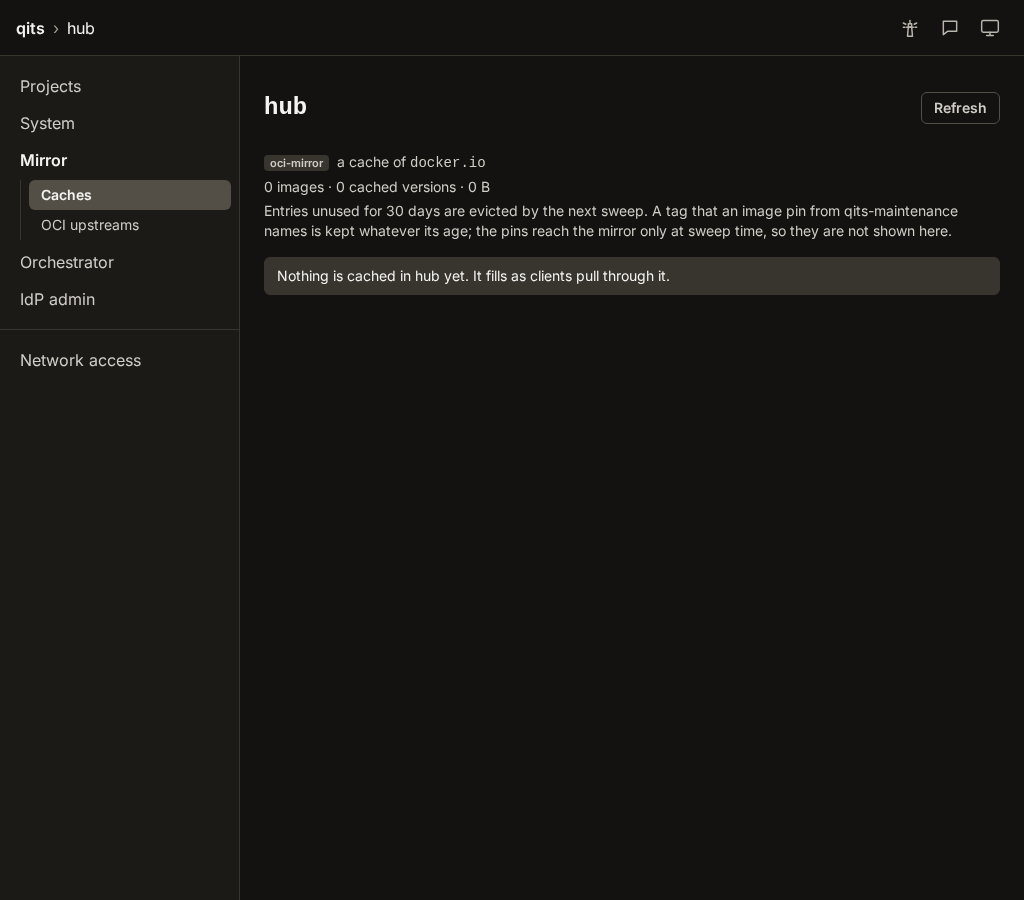 qits › hub
Projects
System
Mirror
Caches
OCI upstreams
Orchestrator
IdP admin
Network access
hub
Refresh
oci-mirror a cache of docker.io
0 images · 0 cached versions · 0 B
Entries unused for 30 days are evicted by the next sweep. A tag that an image pin from qits-maintenance
names is kept whatever its age; the pins reach the mirror only at sweep time, so they are not shown here.
Nothing is cached in hub yet. It fills as clients pull through it.